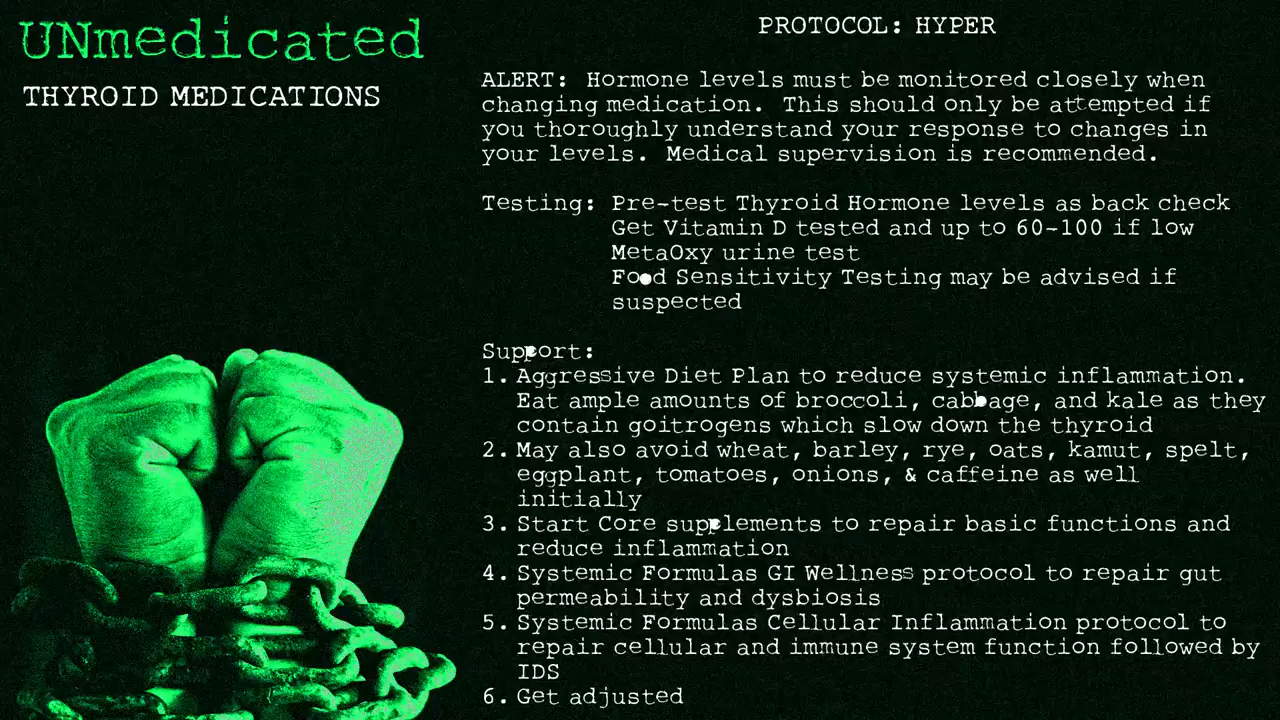 UNmedicated
THYROID MEDICATIONS
PROTOCOL: HYPER
ALERT: Hormone levels must be monitored closely when
changing medication. This should only be attempted if
you thoroughly understand your response to changes in
your levels. Medical supervision is recommended.
Testing: Pre-test Thyroid Hormone levels as back check
Get Vitamin D tested and up to 60-100 if low
MetaOxy urine test
Food Sensitivity Testing may be advised if
suspected
Support:
1. Aggressive Diet Plan to reduce systemic inflammation.
Eat ample amounts of broccoli, cabbage, and kale as they
contain goitrogens which slow down the thyroid
2. May also avoid wheat, barley, rye, oats, kamut, spelt,
eggplant, tomatoes, onions, & caffeine as well
initially
3. Start Core supplements to repair basic functions and
reduce inflammation
4. Systemic Formulas GI Wellness protocol to repair gut
permeability and dysbiosis
5. Systemic Formulas Cellular Inflammation protocol to
repair cellular and immune system function followed by
IDS
6. Get adjusted